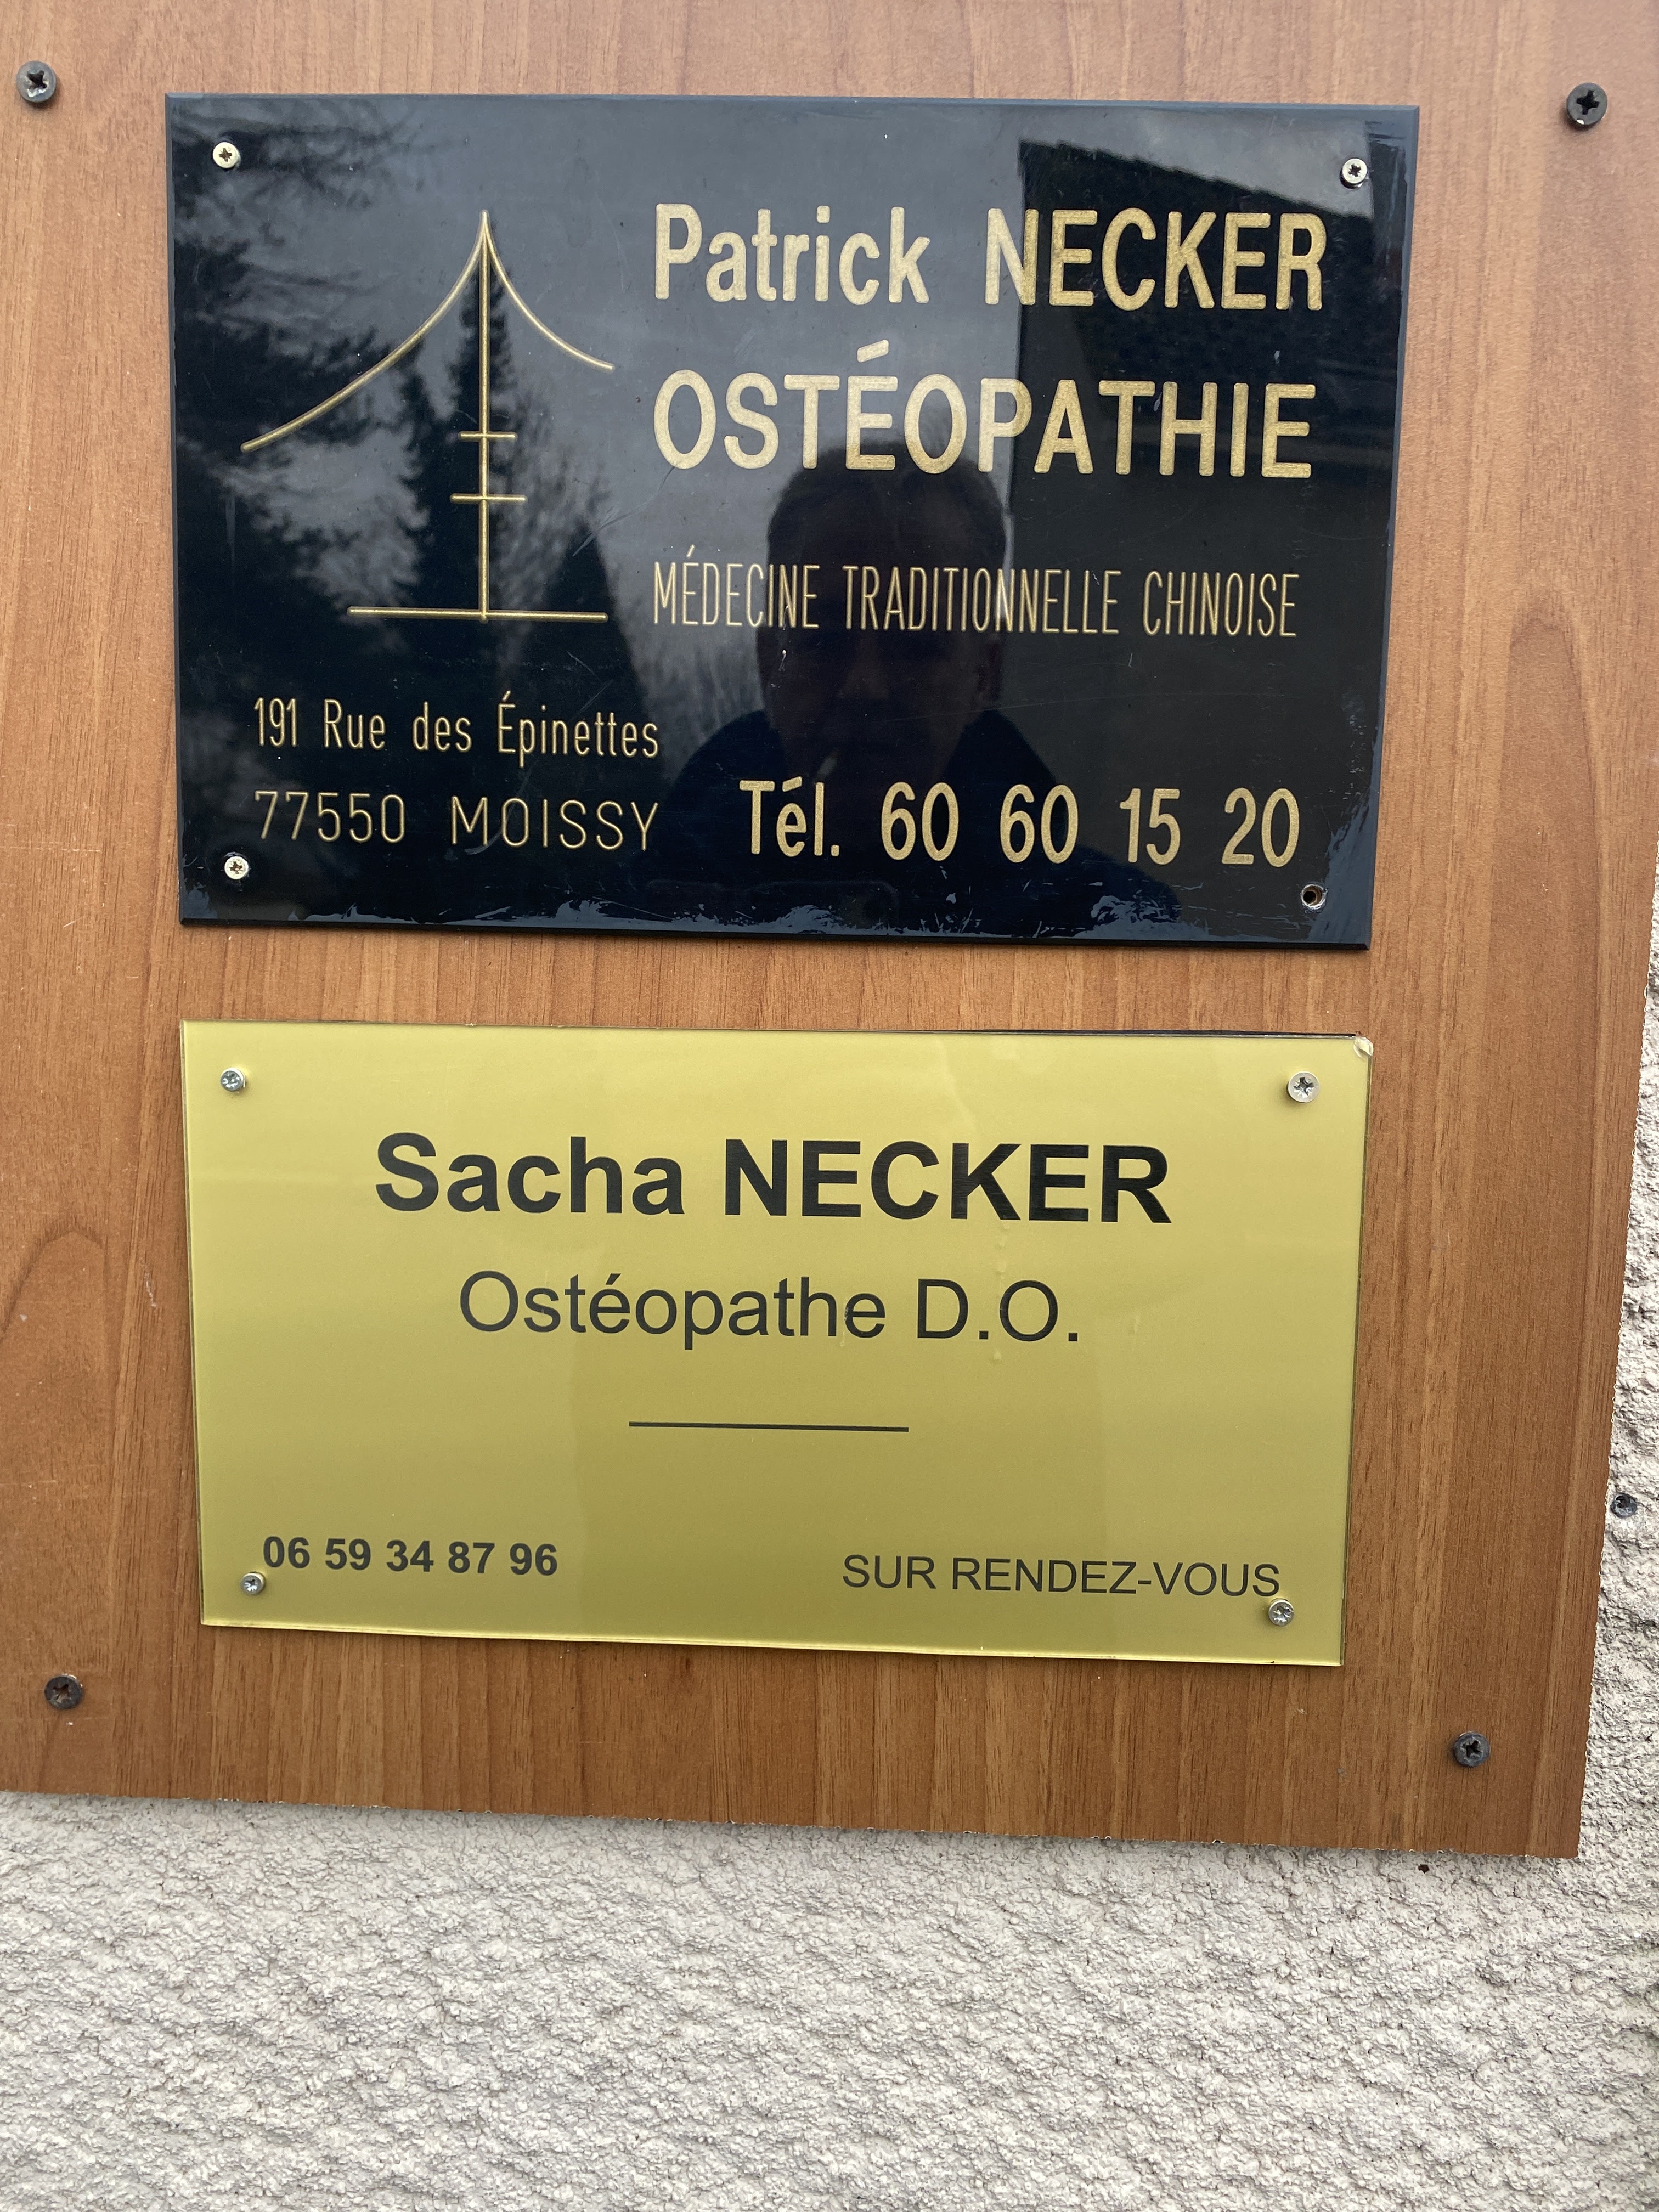 Patrick NECKER
OSTÉOPATHIE
MÉDECINE TRADITIONNELLE CHINOISE
191 Rue des Épinettes
77550 MOISSY
Tél. 60 60 15 20
Sacha NECKER
Ostéopathe D.O.
06 59 34 87 96
SUR RENDEZ-VOUS